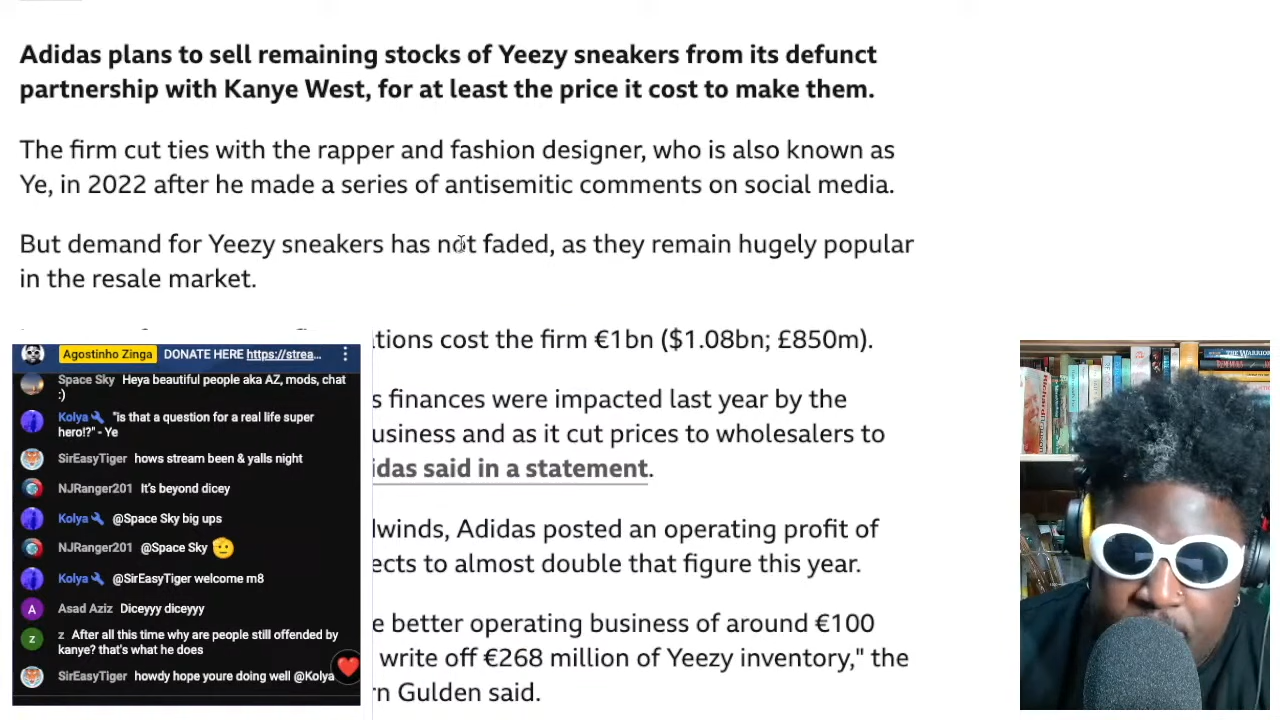 Adidas plans to sell remaining stocks of Yeezy sneakers from its defunct
partnership with Kanye West, for at least the price it cost to make them.
The firm cut ties with the rapper and fashion designer, who is also known as
Ye, in 2022 after he made a series of antisemitic comments on social media.
But demand for Yeezy sneakers has not faded, as they remain hugely popular
in the resale market.
ations cost the firm €1bn ($1.08bn; £850m).
s finances were impacted last year by the
usiness and as it cut prices to wholesalers to
idas said in a statement.
dwinds, Adidas posted an operating profit of
ects to almost double that figure this year.
e better operating business of around €100
write off €268 million of Yeezy inventory," the
rn Gulden said.
Agostinho Zinga DONATE HERE https://strea...
Space Sky Heya beautiful people aka AZ, mods, chat
:)
Kolya "is that a question for a real life super
hero!?" - Ye
SirEasyTiger hows stream been & yalls night
NJRanger201 It's beyond dicey
Kolya @Space Sky big ups
NJRanger201 @Space Sky
Kolya @SirEasyTiger welcome m8
A Asad Aziz Diceyyy diceyyy
z z After all this time why are people still offended by
kanye? that's what he does
SirEasyTiger howdy hope youre doing well @Kolya
THE WARRIOR